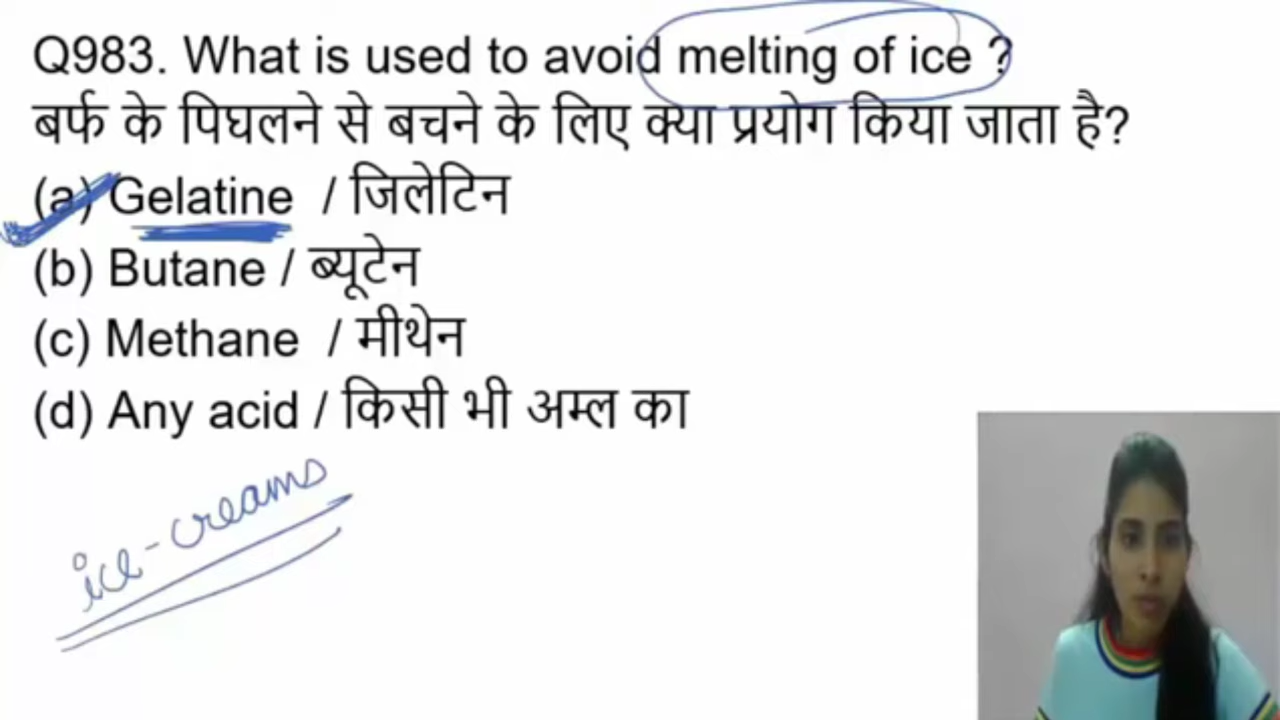 Q983. What is used to avoid melting of ice ?
बर्फ के पिघलने से बचने के लिए क्या प्रयोग किया जाता है?
(a) Gelatine / जिलेटिन
(b) Butane / ब्यूटेन
(c) Methane / मीथेन
(d) Any acid / किसी भी अम्ल का
ice-creams